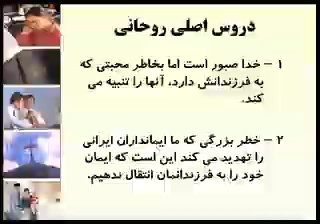 دروس اصلی روحانی
۱ – خدا صبور است اما بخاطر محبتی که
به فرزندانش دارد، آنها را تنبیه می
کند.
۲ – خطر بزرگی که ما ایمانداران ایرانی
را تهدید می کند این است که ایمان
خود را به فرزندانمان انتقال ندهیم.